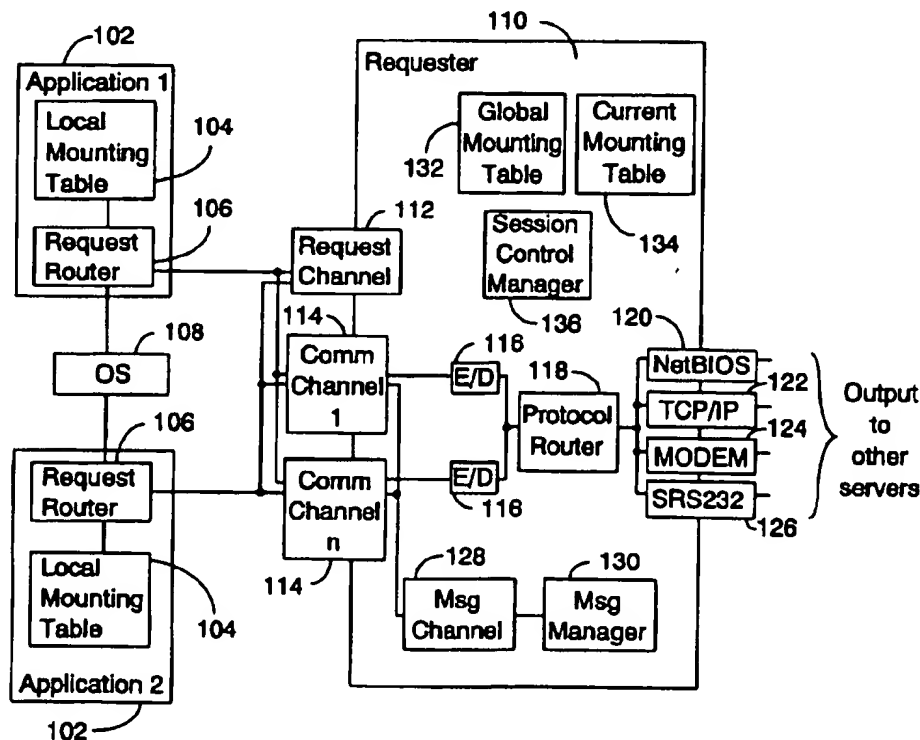 102
Application 1
Local
Mounting
Table
104
106
Request
Router
108
OS
106
Request
Router
Local
Mounting
Table
104
Application 2
102
110
Requester
Global
Mounting
Table
132
Current
Mounting
Table
134
Session
Control
Manager
136
112
Request
Channel
114
Comm
Channel
1
116
E/D
118
Protocol
Router
120
NetBIOS
122
TCP/IP
124
MODEM
SRS232
126
Output
to
other
servers
Comm
Channel
n
114
E/D
116
128
Msg
Channel
130
Msg
Manager